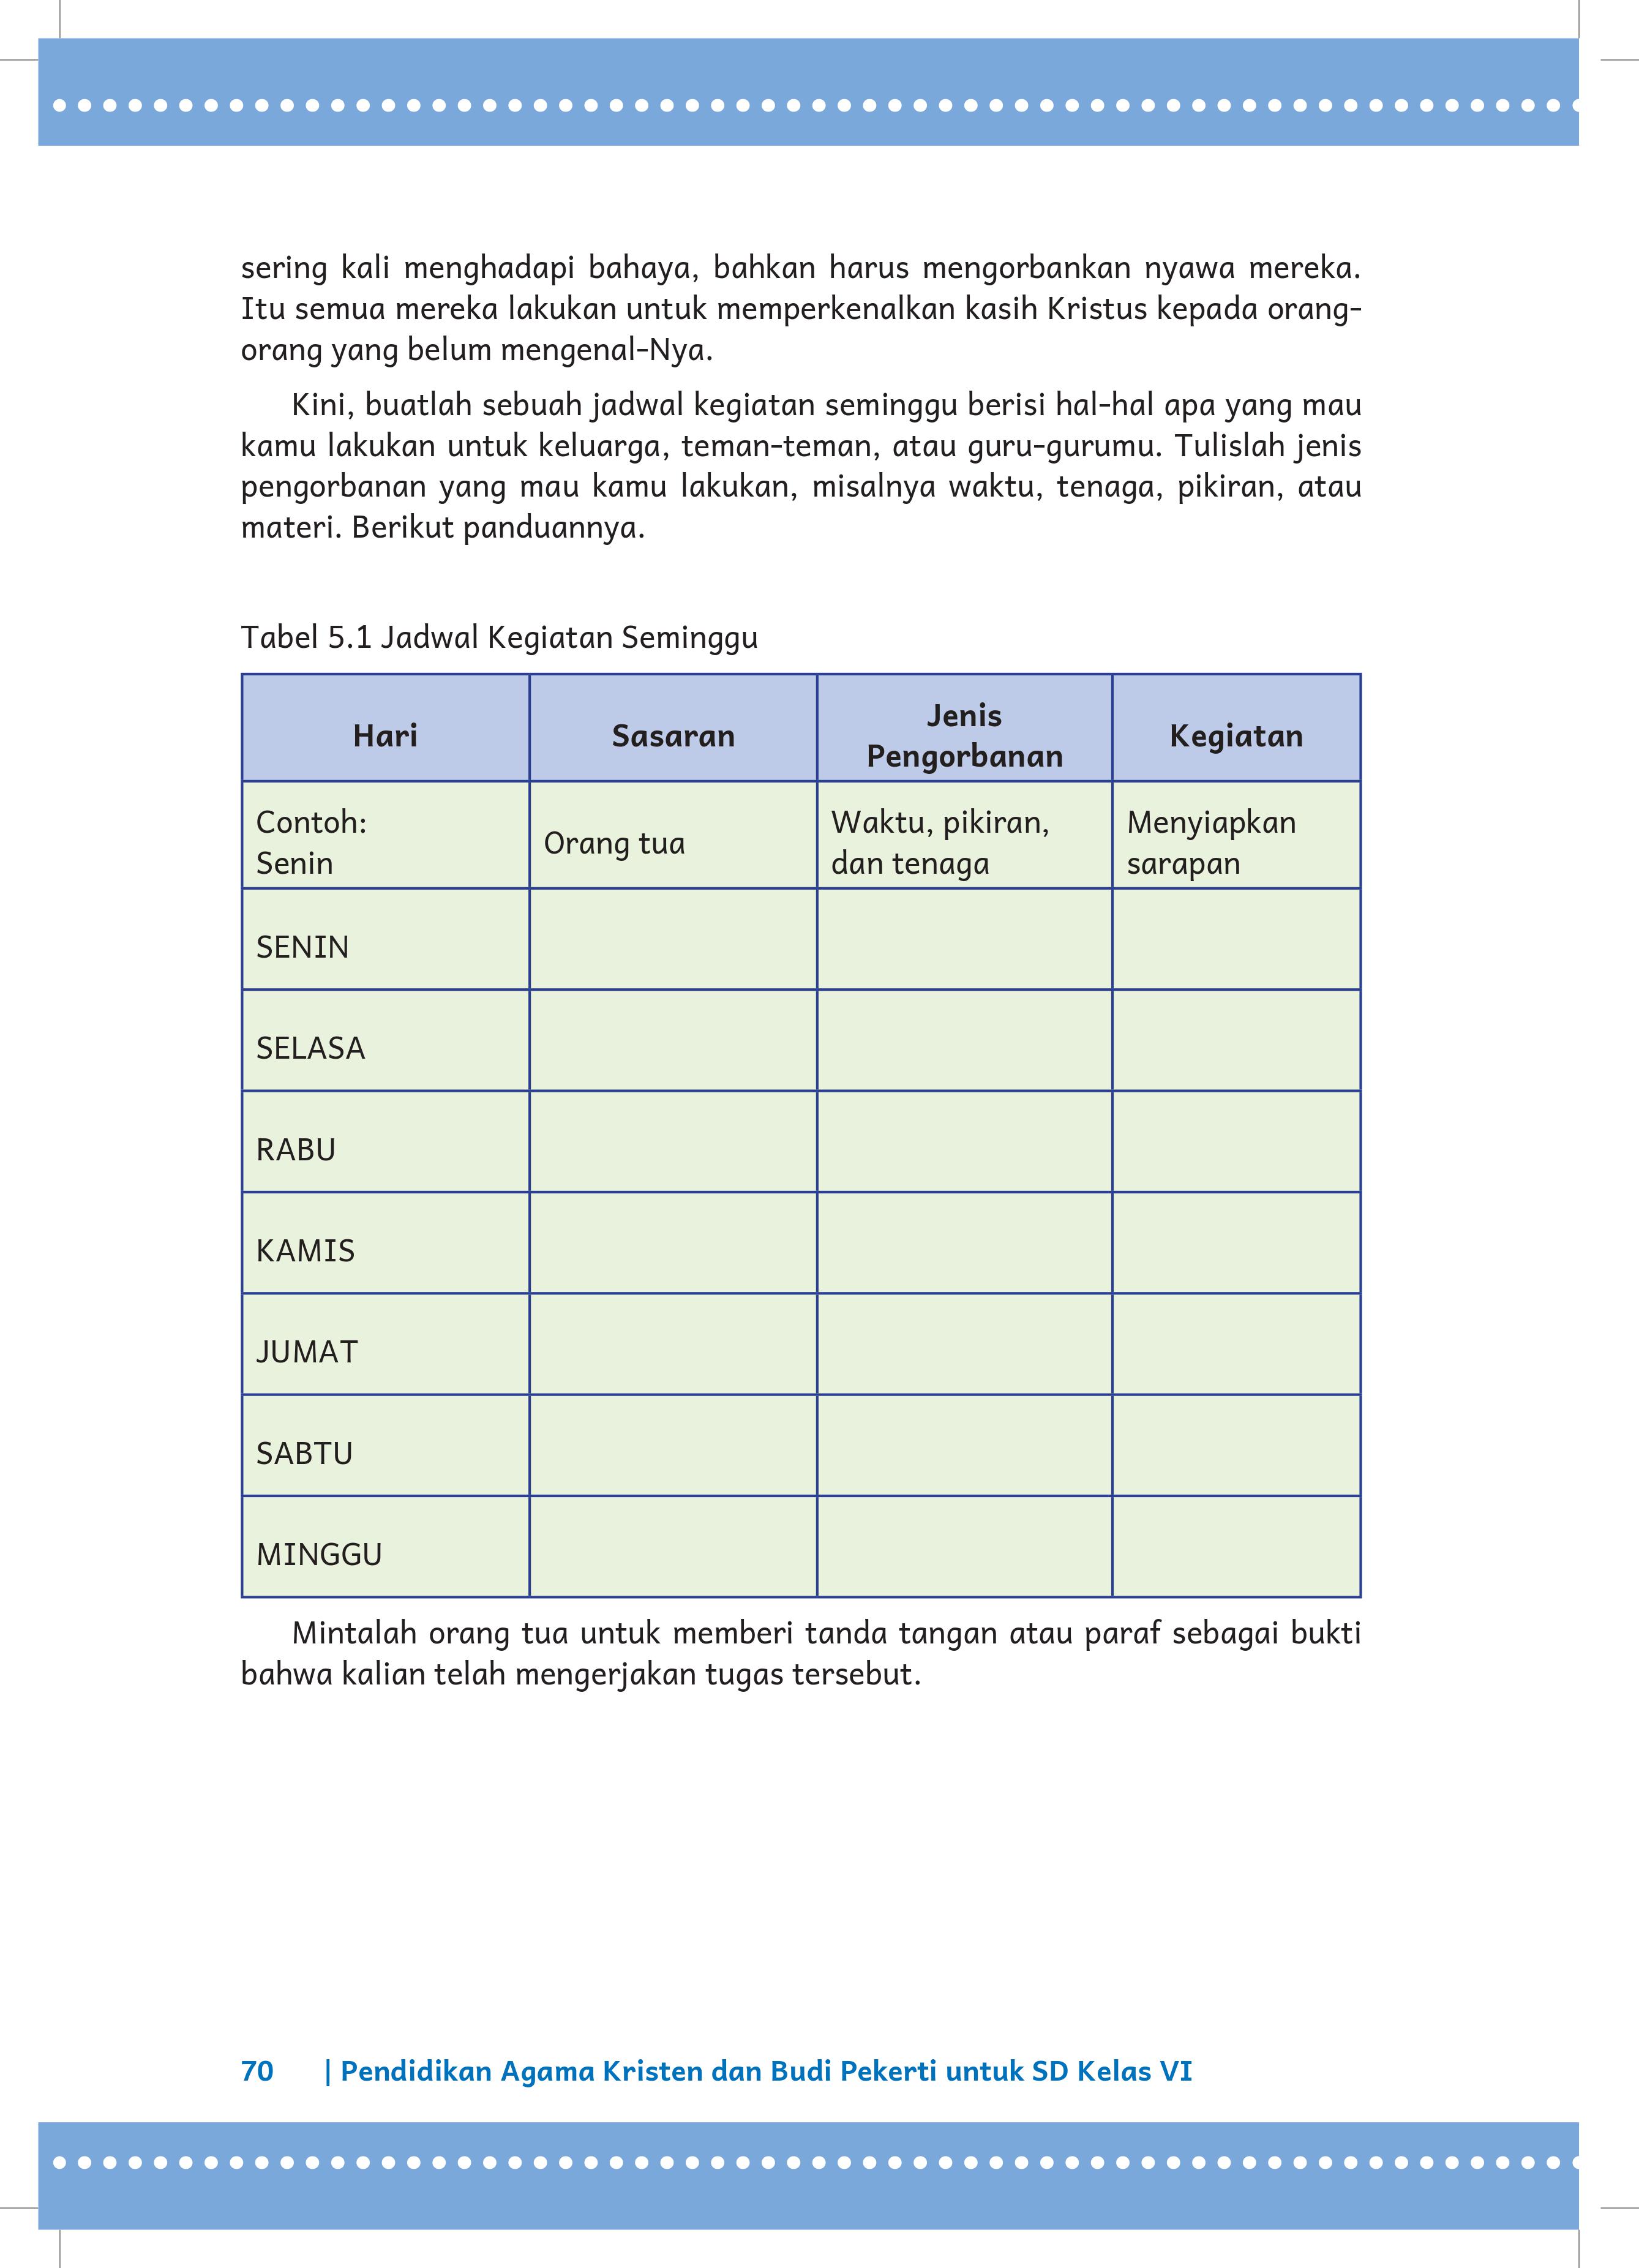 sering kali menghadapi bahaya, bahkan harus mengorbankan nyawa mereka.
Itu semua mereka lakukan untuk memperkenalkan kasih Kristus kepada orang-
orang yang belum mengenal-Nya.
Kini, buatlah sebuah jadwal kegiatan seminggu berisi hal-hal apa yang mau
kamu lakukan untuk keluarga, teman-teman, atau guru-gurumu. Tulislah jenis
pengorbanan yang mau kamu lakukan, misalnya waktu, tenaga, pikiran, atau
materi. Berikut panduannya.
Tabel 5.1 Jadwal Kegiatan Seminggu
Hari
Sasaran
Jenis
Pengorbanan
Kegiatan
Contoh:
Senin
Orang tua
Waktu, pikiran,
dan tenaga
Menyiapkan
sarapan
SENIN
SELASA
RABU
KAMIS
JUMAT
SABTU
MINGGU
Mintalah orang tua untuk memberi tanda tangan atau paraf sebagai bukti
bahwa kalian telah mengerjakan tugas tersebut.
70 | Pendidikan Agama Kristen dan Budi Pekerti untuk SD Kelas VI